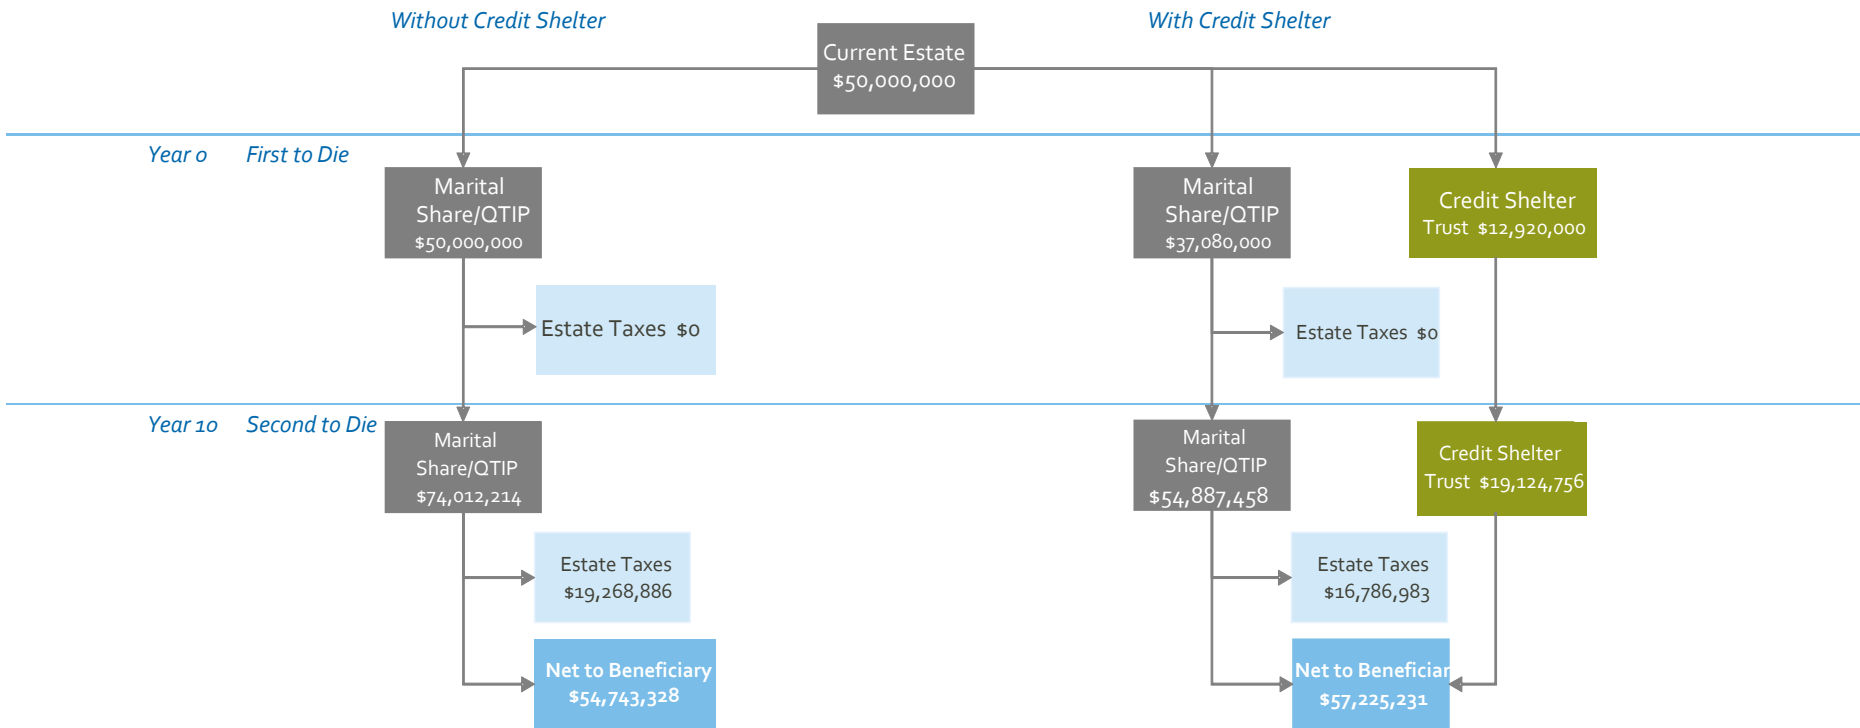 Without Credit Shelter
With Credit Shelter
Current Estate
$50,000,000
Year 0 First to Die
Marital
Share/QTIP
$50,000,000
Marital
Share/QTIP
$37,080,000
Credit Shelter
Trust $12,920,000
Estate Taxes $0
Estate Taxes $0
Year 10 Second to Die
Marital
Share/QTIP
$74,012,214
Marital
Share/QTIP
$54,887,458
Credit Shelter
Trust $19,124,756
Estate Taxes
$19,268,886
Estate Taxes
$16,786,983
Net to Beneficiary
$54,743,328
Net to Beneficiar
$57,225,231